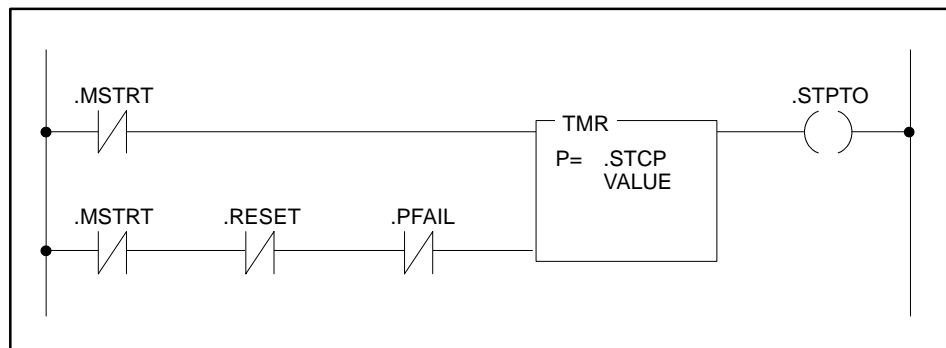 .MSTRT
.STPTO
TMR
P= .STCP
VALUE
.MSTRT .RESET .PFAIL